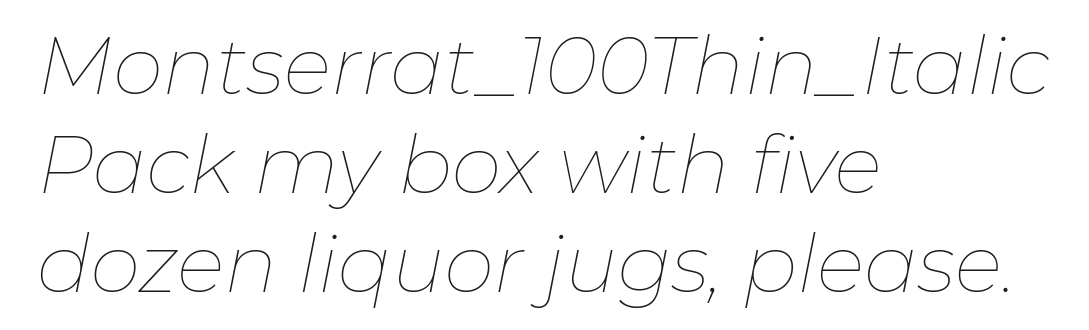 Montserrat_100Thin_Italic
Pack my box with five
dozen liquor jugs, please.